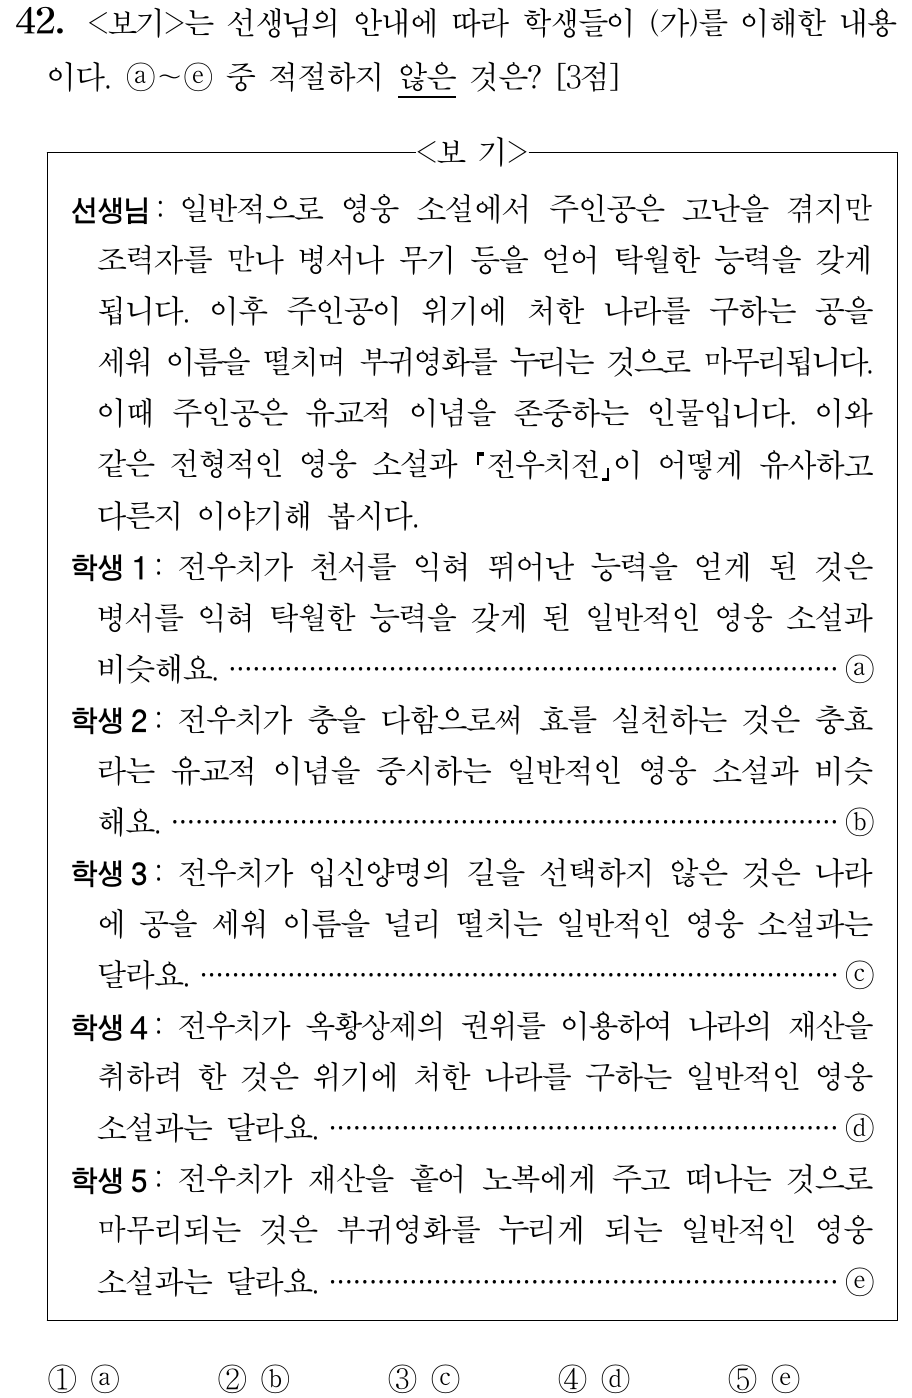 42. <보기>는 선생님의 안내에 따라 학생들이 (가)를 이해한 내용
이다. ⓐ～ⓔ 중 적절하지 않은 것은? [3점]
<보 기>
선생님 : 일반적으로 영웅 소설에서 주인공은 고난을 겪지만
조력자를 만나 병서나 무기 등을 얻어 탁월한 능력을 갖게
됩니다. 이후 주인공이 위기에 처한 나라를 구하는 공을
세워 이름을 떨치며 부귀영화를 누리는 것으로 마무리됩니다.
이때 주인공은 유교적 이념을 존중하는 인물입니다. 이와
같은 전형적인 영웅 소설과 『전우치전』이 어떻게 유사하고
다른지 이야기해 봅시다.
학생 1 : 전우치가 천서를 익혀 뛰어난 능력을 얻게 된 것은
병서를 익혀 탁월한 능력을 갖게 된 일반적인 영웅 소설과
비슷해요. ⓐ
학생 2 : 전우치가 충을 다함으로써 효를 실천하는 것은 충효
라는 유교적 이념을 중시하는 일반적인 영웅 소설과 비슷
해요. ⓑ
학생 3 : 전우치가 입신양명의 길을 선택하지 않은 것은 나라
에 공을 세워 이름을 널리 떨치는 일반적인 영웅 소설과는
달라요. ⓒ
학생 4 : 전우치가 옥황상제의 권위를 이용하여 나라의 재산을
취하려 한 것은 위기에 처한 나라를 구하는 일반적인 영웅
소설과는 달라요. ⓓ
학생 5 : 전우치가 재산을 흩어 노복에게 주고 떠나는 것으로
마무리되는 것은 부귀영화를 누리게 되는 일반적인 영웅
소설과는 달라요. ⓔ
① ⓐ ② ⓑ ③ ⓒ ④ ⓓ ⑤ ⓔ